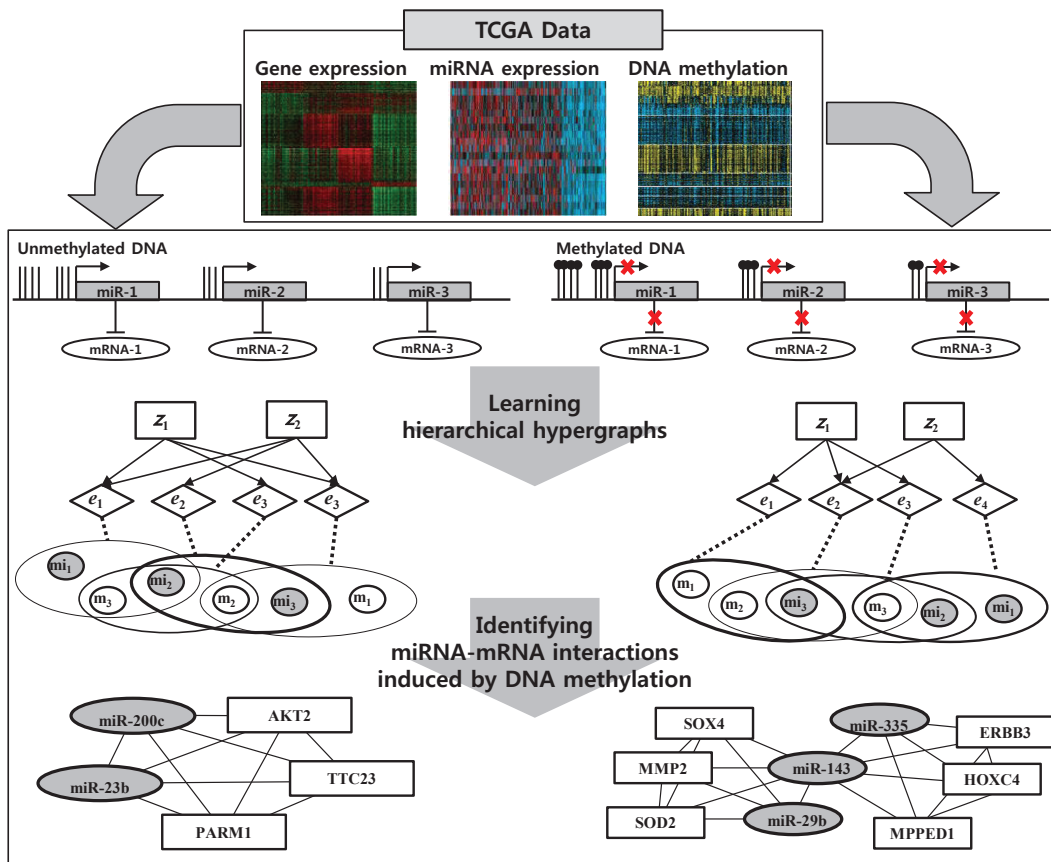 TCGA Data
Gene expression
miRNA expression
DNA methylation
Unmethylated DNA
miR-1
miR-2
miR-3
mRNA-1
mRNA-2
mRNA-3
Methylated DNA
miR-1
miR-2
miR-3
mRNA-1
mRNA-2
mRNA-3
Learning
hierarchical hypergraphs
z1
z2
e1
e2
e3
e3
mi1
m3
mi2
m2
mi3
m1
z1
z2
e1
e2
e3
e4
m1
m2
mi3
m3
mi2
mi1
Identifying
miRNA-mRNA interactions
induced by DNA methylation
miR-200c
AKT2
miR-23b
TTC23
PARM1
SOX4
miR-335
ERBB3
MMP2
miR-143
HOXC4
SOD2
miR-29b
MPPED1